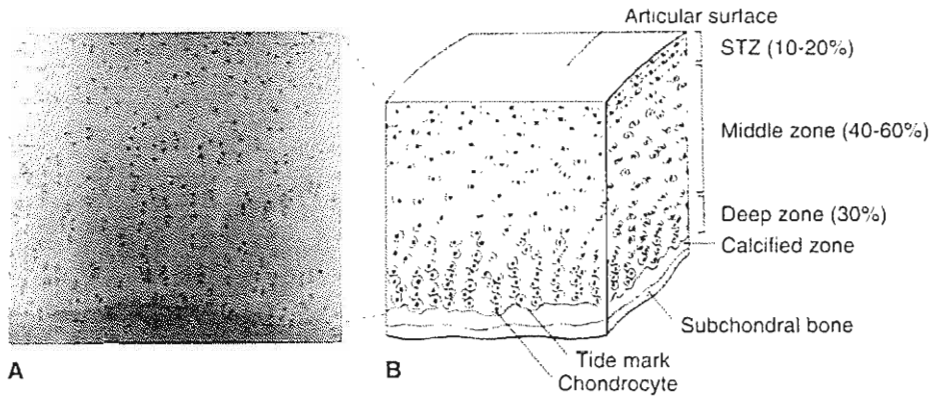 Articular surface
STZ (10-20%)
Middle zone (40-60%)
Deep zone (30%)
Calcified zone
Subchondral bone
Tide mark
Chondrocyte
A
B